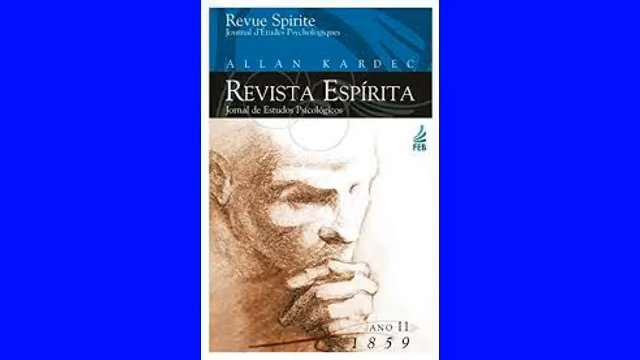 Revue Spirite
Journal d'Études Psychologiques
ALLAN KARDEC
REVISTA ESPÍRITA
Jornal de Estudos Psicológicos
FEB
ANO II
1859